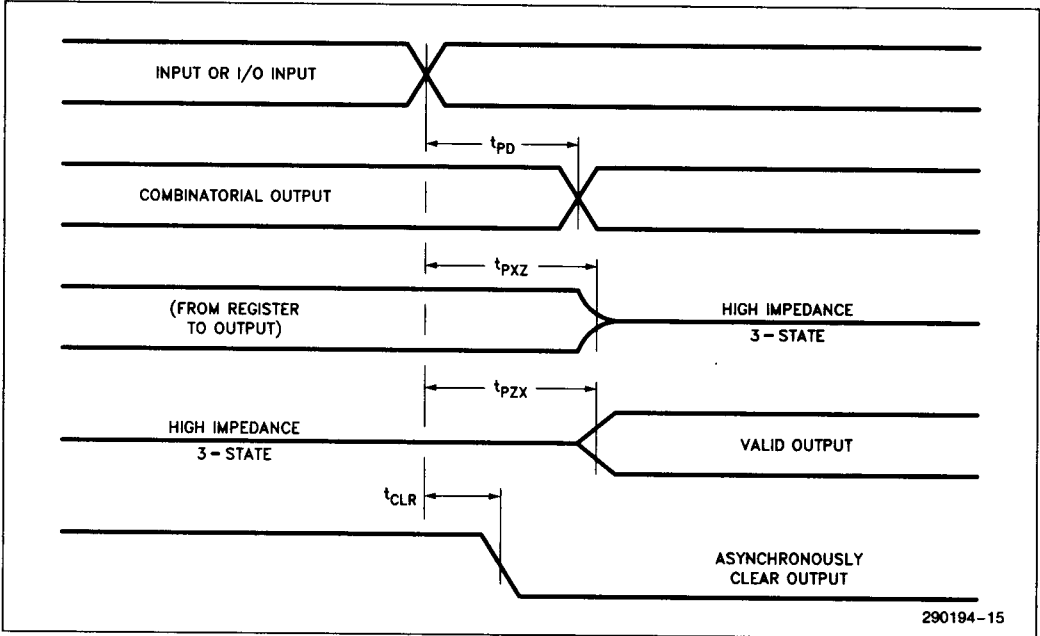 INPUT OR I/O INPUT
tPD
COMBINATORIAL OUTPUT
tPXZ
(FROM REGISTER
TO OUTPUT)
HIGH IMPEDANCE
3-STATE
tPZX
HIGH IMPEDANCE
3-STATE
VALID OUTPUT
tCLR
ASYNCHRONOUSLY
CLEAR OUTPUT
290194-15